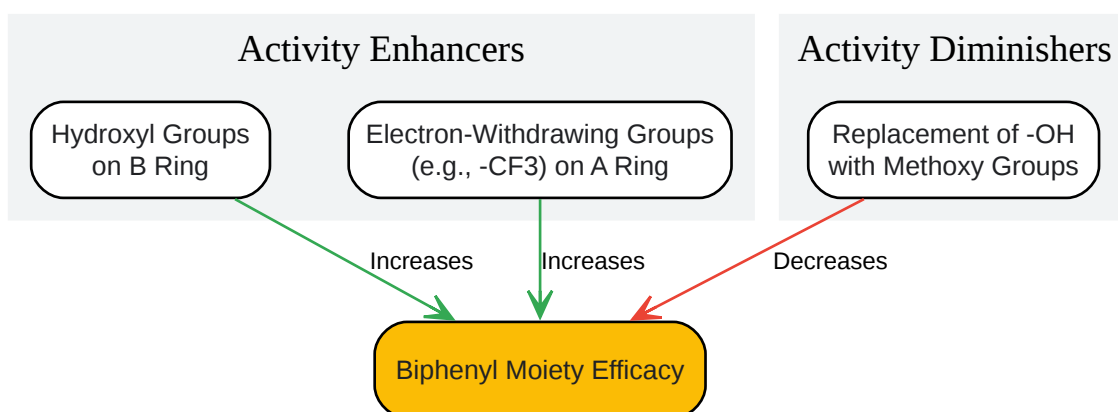 Activity Enhancers
Activity Diminishers
Hydroxyl Groups
on B Ring
Electron-Withdrawing Groups
(e.g., -CF3) on A Ring
Replacement of -OH
with Methoxy Groups
Increases
Increases
Decreases
Biphenyl Moiety Efficacy